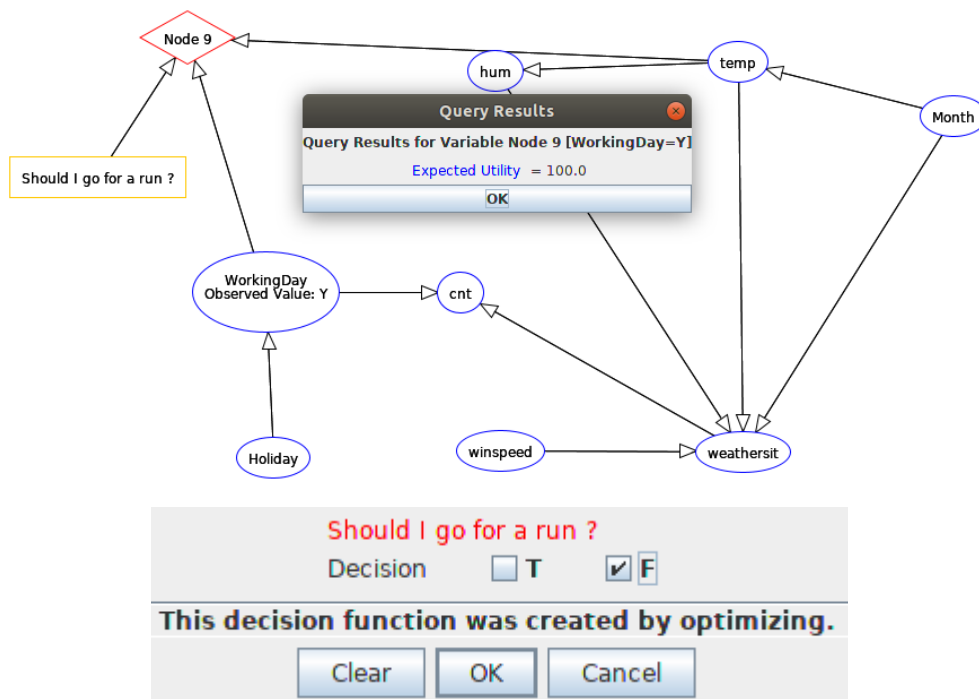 Node 9
hum
temp
Month
Query Results
Query Results for Variable Node 9 [WorkingDay=Y]
Expected Utility = 100.0
OK
Should I go for a run ?
WorkingDay
Observed Value: Y
cnt
Holiday
winspeed
weathersit
Should I go for a run ?
Decision T F
This decision function was created by optimizing.
Clear OK Cancel